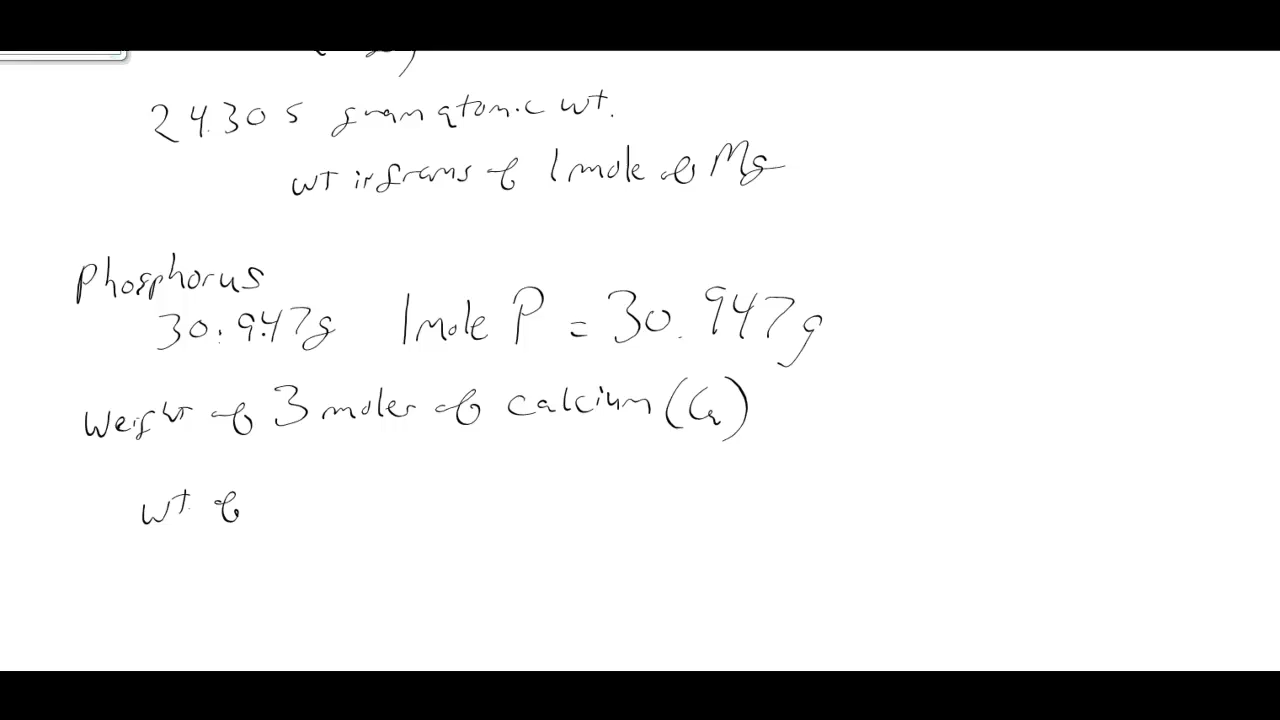 24.305 gram atomic wt.
wt in grams of 1 mole of Mg
Phosphorus
30.947g 1 mole P = 30.947g
Weight of 3 moles of calcium (Ca)
wt. of